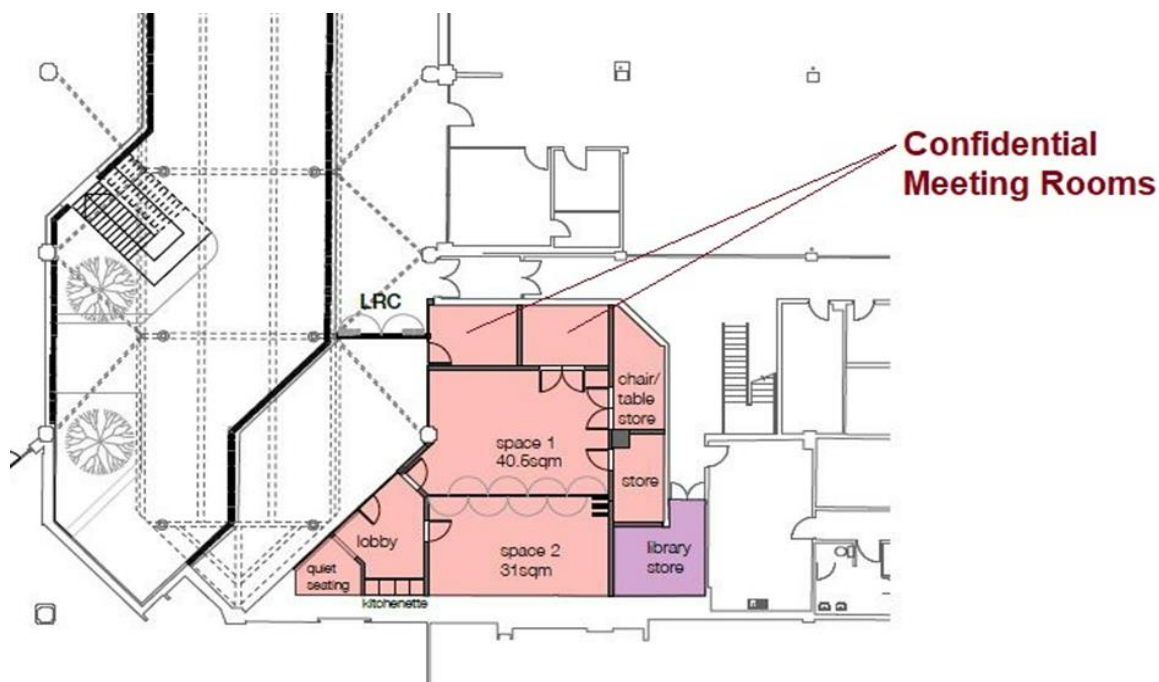 Confidential
Meeting Rooms
LRC
chair/
table
store
space 1
40.5sqm
store
lobby
space 2
31sqm
library
store
quiet
seating
kitchenette